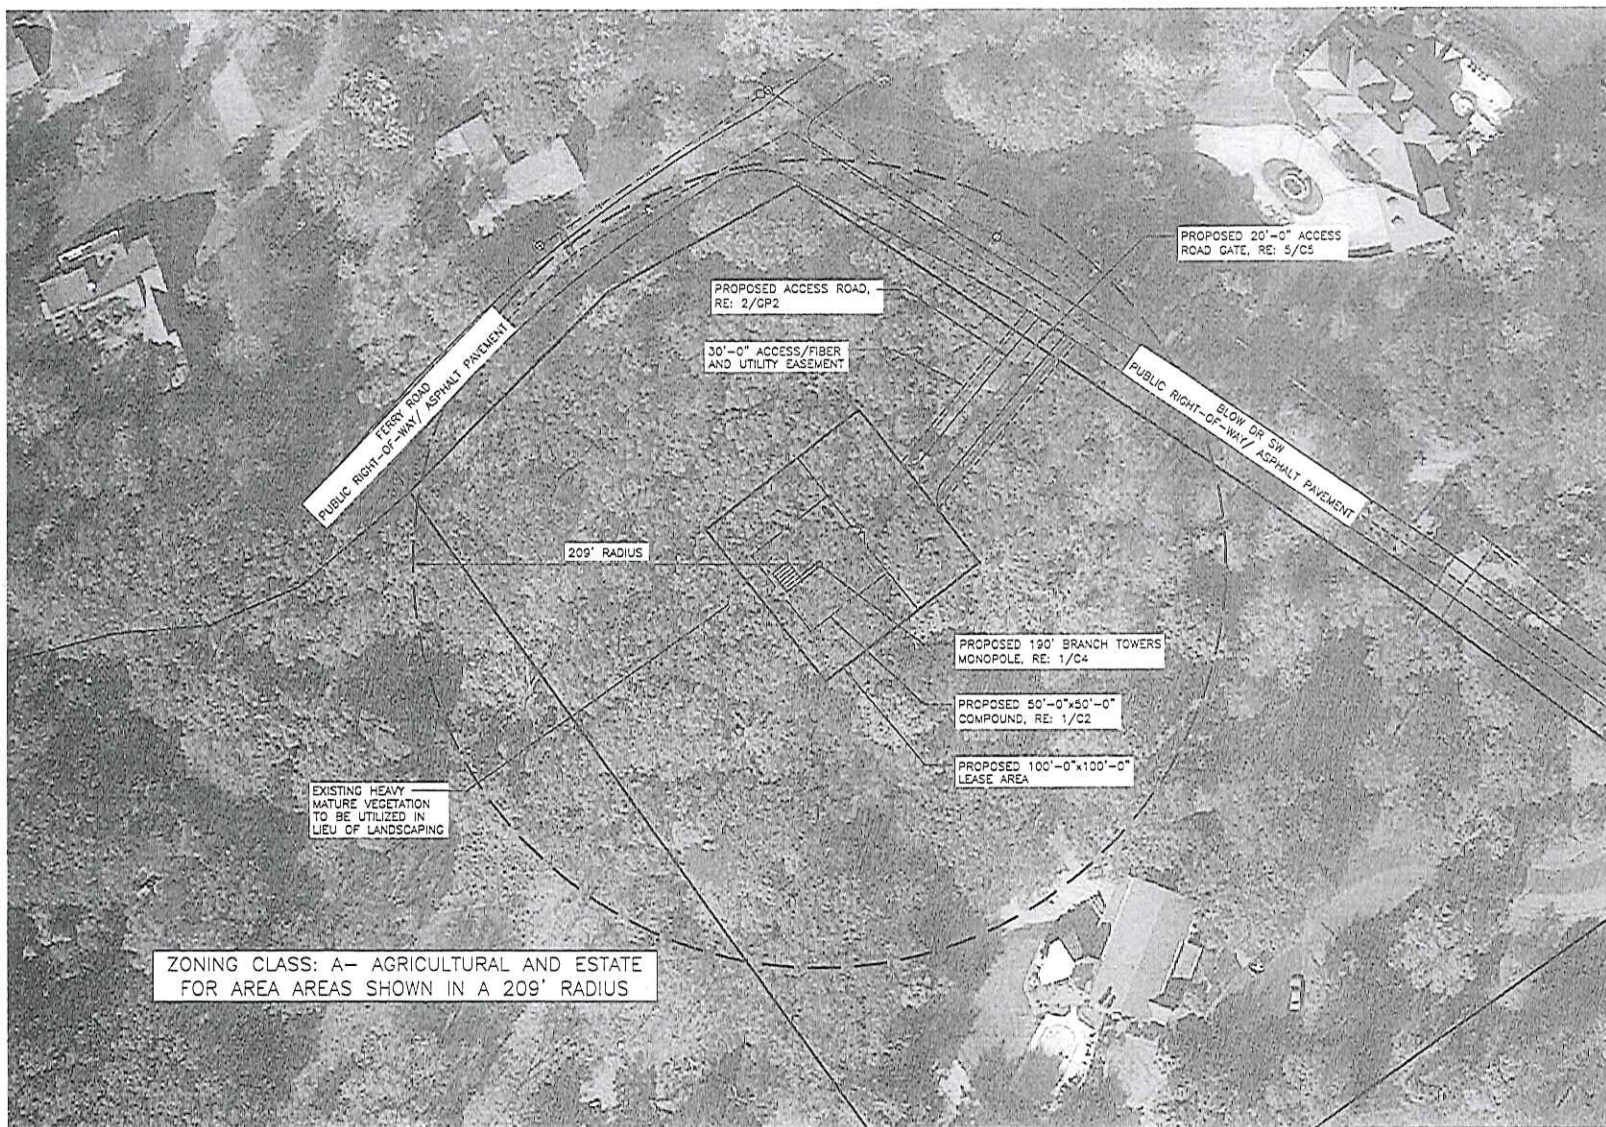 PROPOSED 20'-0" ACCESS
ROAD GATE, RE: 5/C5
PROPOSED ACCESS ROAD,
RE: 2/GP2
30'-0" ACCESS/FIBER
AND UTILITY EASEMENT
FERRY ROAD
PUBLIC RIGHT-OF-WAY/ ASPHALT PAVEMENT
BLOW DR SW
PUBLIC RIGHT-OF-WAY/ ASPHALT PAVEMENT
209' RADIUS
PROPOSED 190' BRANCH TOWERS
MONOPOLE, RE: 1/C4
PROPOSED 50'-0"x50'-0"
COMPOUND, RE: 1/C2
PROPOSED 100'-0"x100'-0"
LEASE AREA
EXISTING HEAVY
MATURE VEGETATION
TO BE UTILIZED IN
LIEU OF LANDSCAPING
ZONING CLASS: A- AGRICULTURAL AND ESTATE
FOR AREA AREAS SHOWN IN A 209' RADIUS